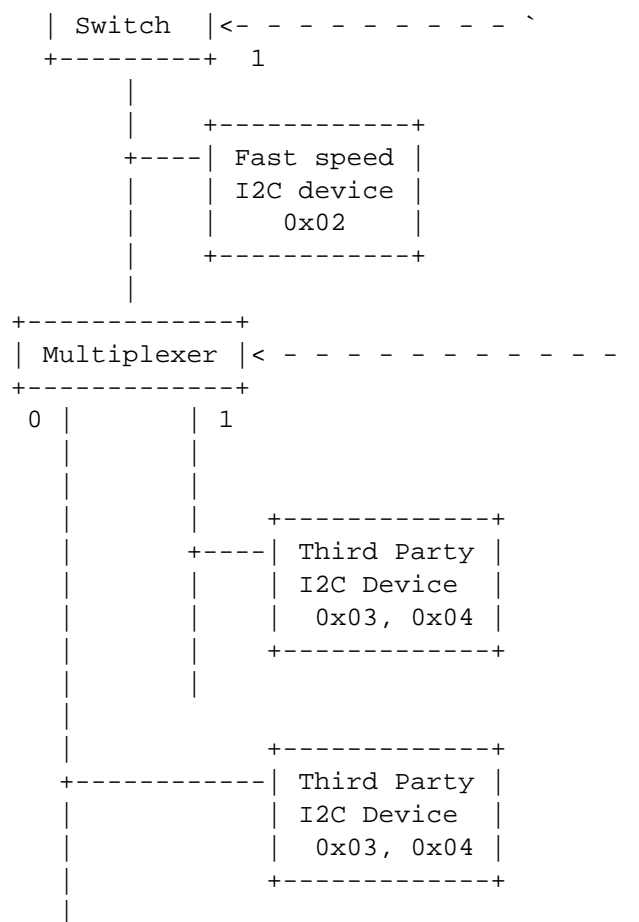 | Switch  |<- - - - - - - - - `
+---------+  1
|
|     +------------+
+----| Fast speed |
|    | I2C device |
|    |    0x02    |
|    +------------+
|
+-------------+
| Multiplexer |< - - - - - - - - - - - -
+-------------+
0 |        | 1
|        |
|        |
|        |    +-------------+
|        +----| Third Party |
|        |    | I2C Device  |
|        |    |  0x03, 0x04 |
|        |    +-------------+
|        |
|
|             +-------------+
+------------| Third Party |
|            | I2C Device  |
|            |  0x03, 0x04 |
|            +-------------+
|